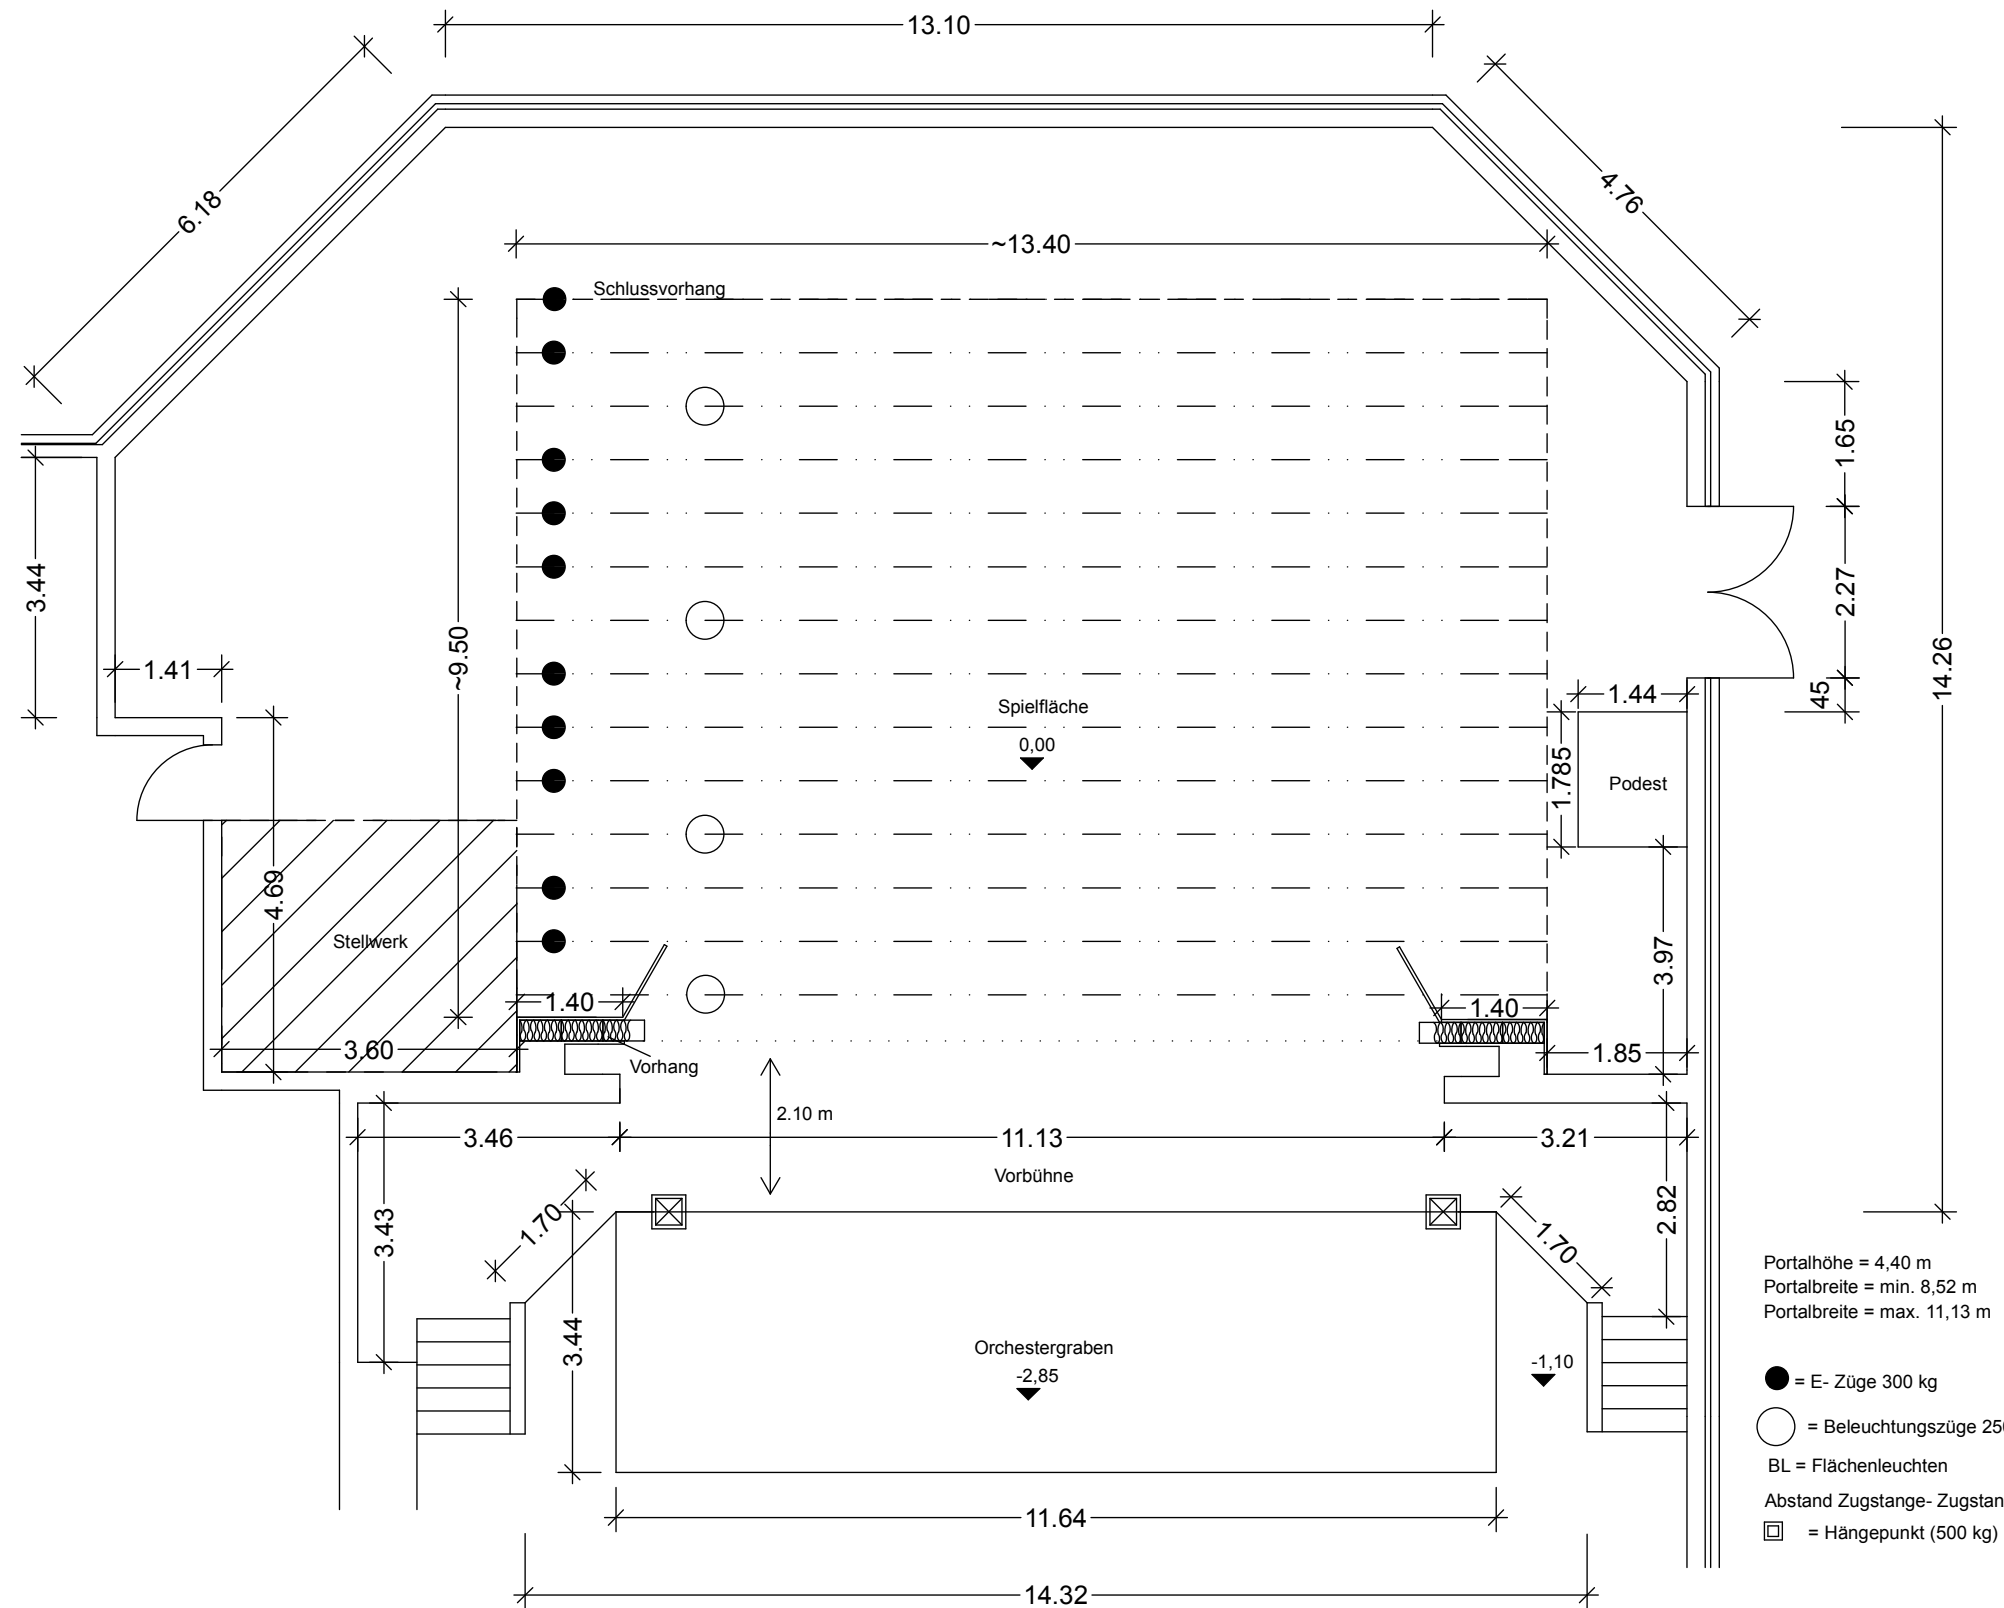 13.10
6.18
4.76
~13.40
Schlussvorhang
1.65
3.44
2.27
~9.50
1.41
14.26
45
1.44
Spielfläche
0,00
1.785
Podest
4.69
Stellwerk
3.97
1.40
1.40
3.60
Vorhang
1.85
2.10 m
3.46
11.13
3.21
Vorbühne
3.43
1.70
1.70
2.82
3.44
Orchestergraben
-2,85
-1,10
11.64
14.32
Portalhöhe = 4,40 m
Portalbreite = min. 8,52 m
Portalbreite = max. 11,13 m
= E- Züge 300 kg
= Beleuchtungszüge
BL = Flächenleuchten
Abstand Zugstange-
= Hängepunkt (500 kg)